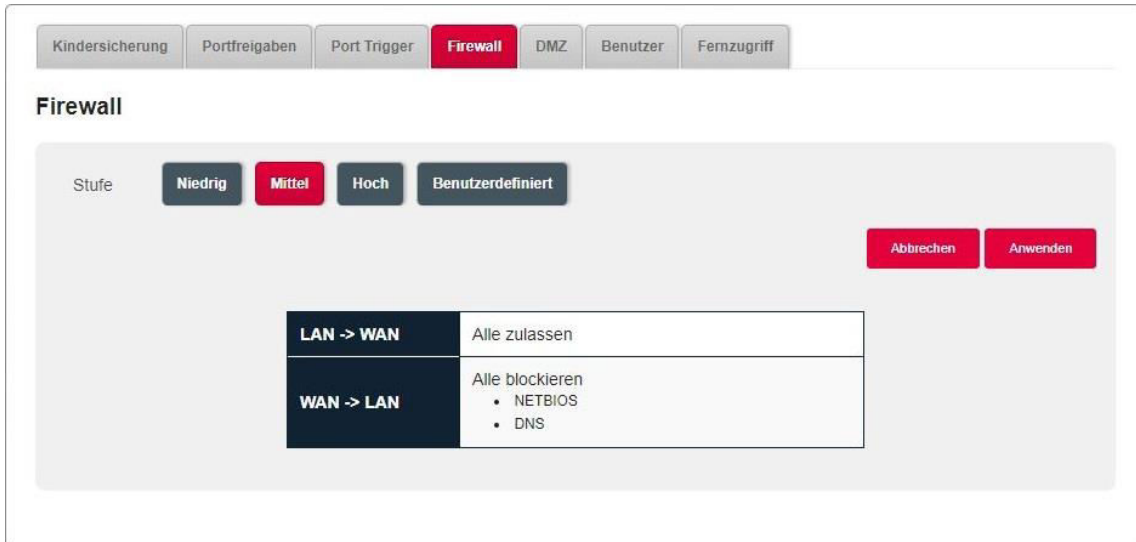 Kindersicherung Portfreigaben Port Trigger Firewall DMZ Benutzer Fernzugriff
Firewall
Stufe Niedrig Mittel Hoch Benutzerdefiniert
Abbrechen Anwenden
LAN -> WAN Alle zulassen
WAN -> LAN Alle blockieren
• NETBIOS
• DNS